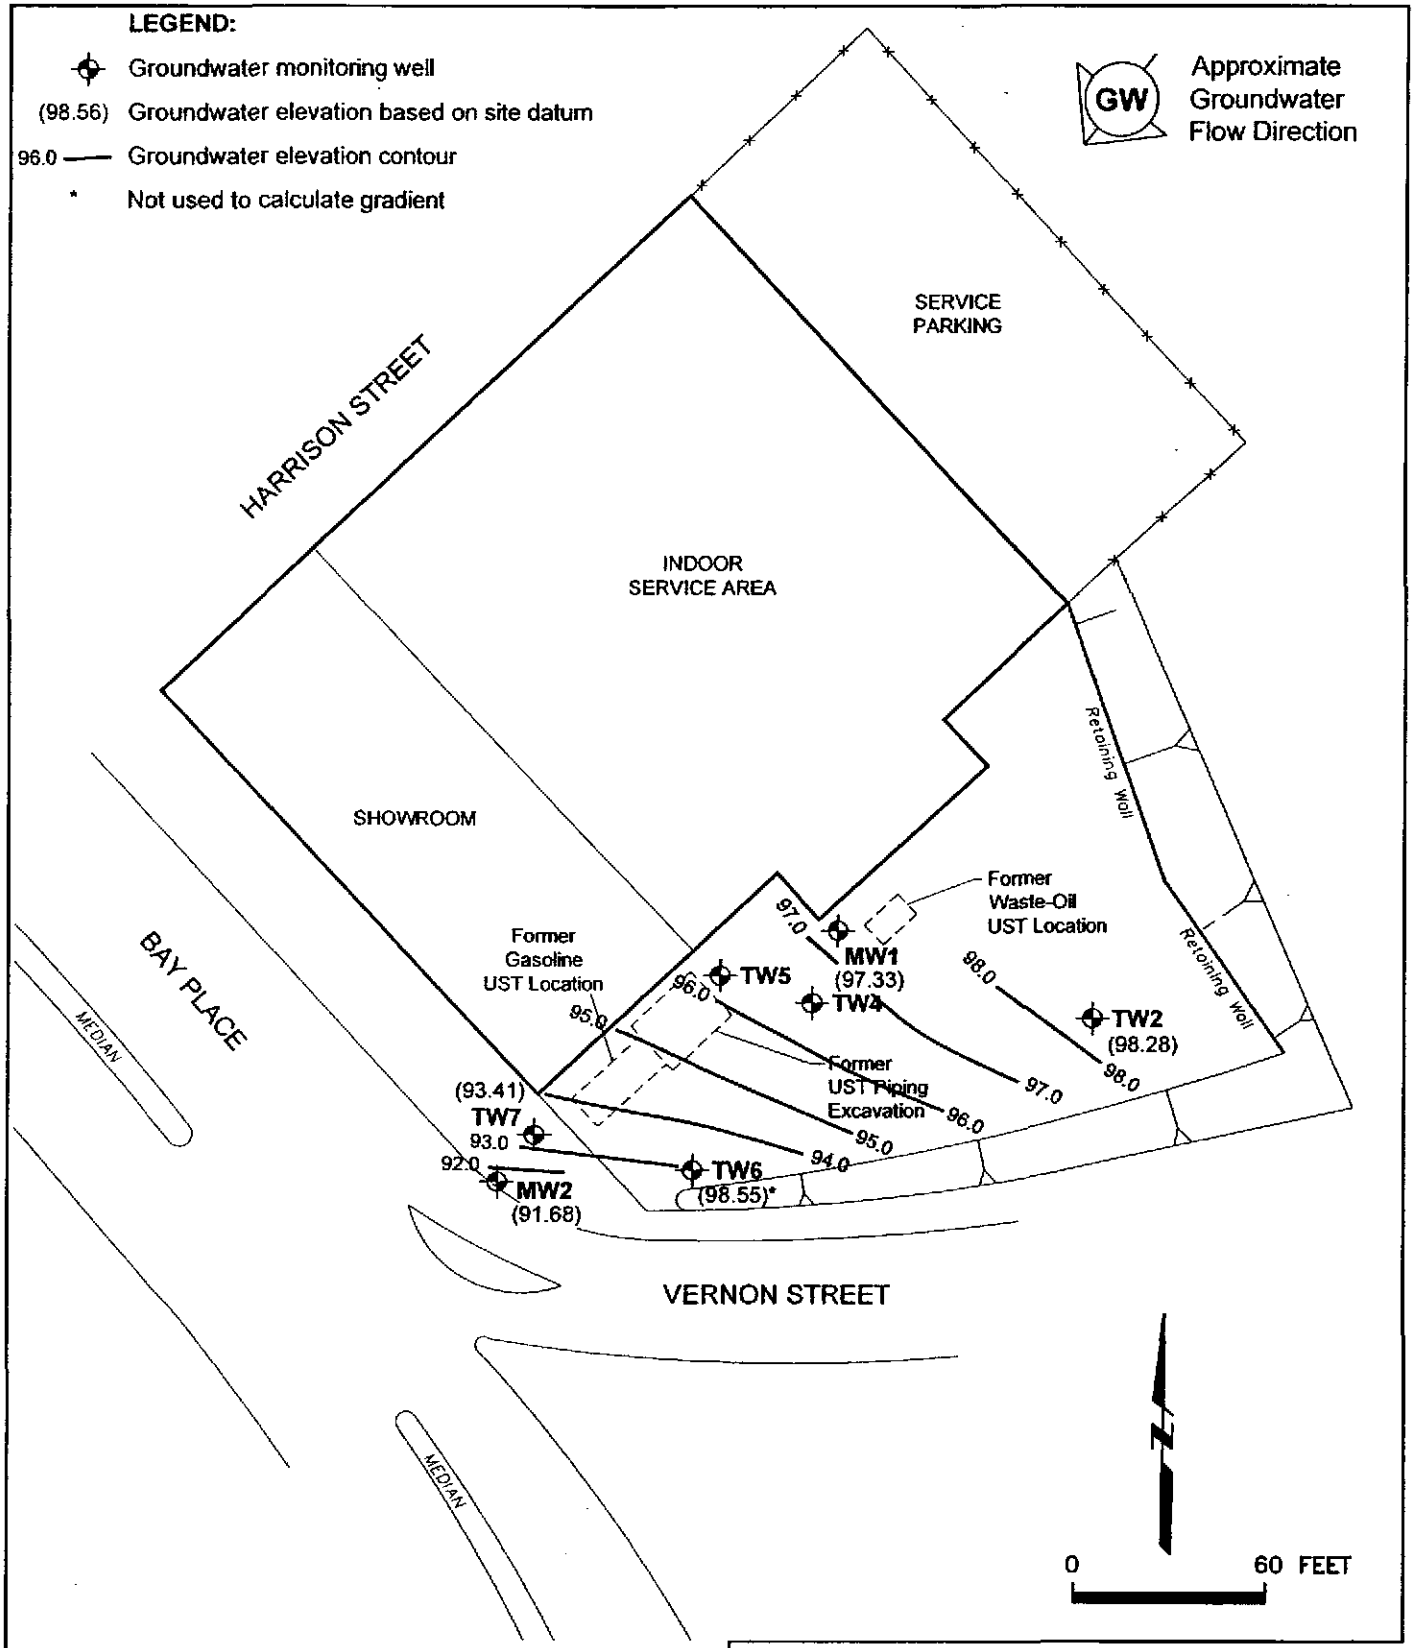 LEGEND:
Groundwater monitoring well
(98.56) Groundwater elevation based on site datum
96.0 Groundwater elevation contour
* Not used to calculate gradient
GW
Approximate
Groundwater
Flow Direction
SERVICE
PARKING
HARRISON STREET
INDOOR
SERVICE AREA
Retaining Wall
SHOWROOM
Former
Waste-Oil
UST Location
Retaining Wall
BAY PLACE
MEDIAN
Former
Gasoline
UST Location
97.0
MW1
(97.33)
98.0
TW5
96.0
TW4
TW2
(98.28)
95.0
Former
UST Piping
Excavation
98.0
97.0
96.0
95.0
94.0
(93.41)
TW7
93.0
92.0
MW2
(91.68)
TW6
(98.55)*
VERNON STREET
MEDIAN
N
0 60 FEET